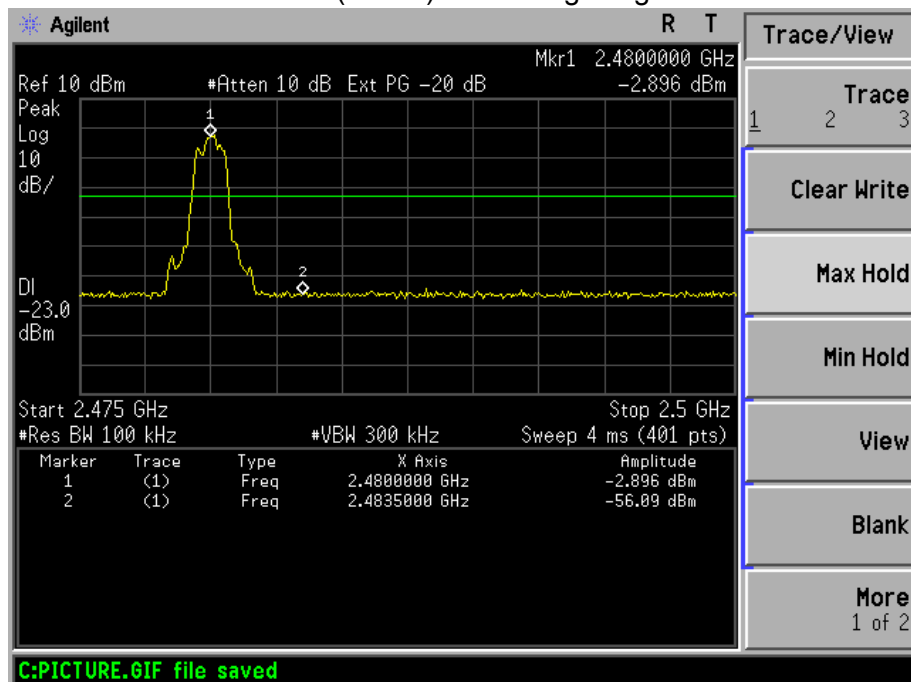 Agilent R T
Mkr1 2.4800000 GHz
Ref 10 dBm #Atten 10 dB Ext PG -20 dB -2.896 dBm
Peak
Log
10
dB/
1
2
DI
-23.0
dBm
Start 2.475 GHz Stop 2.5 GHz
#Res BW 100 kHz #VBW 300 kHz Sweep 4 ms (401 pts)
Marker Trace Type X Axis Amplitude
1 (1) Freq 2.4800000 GHz -2.896 dBm
2 (1) Freq 2.4835000 GHz -56.09 dBm
C:PICTURE.GIF file saved
Trace/View
Trace
1 2 3
Clear Write
Max Hold
Min Hold
View
Blank
More
1 of 2